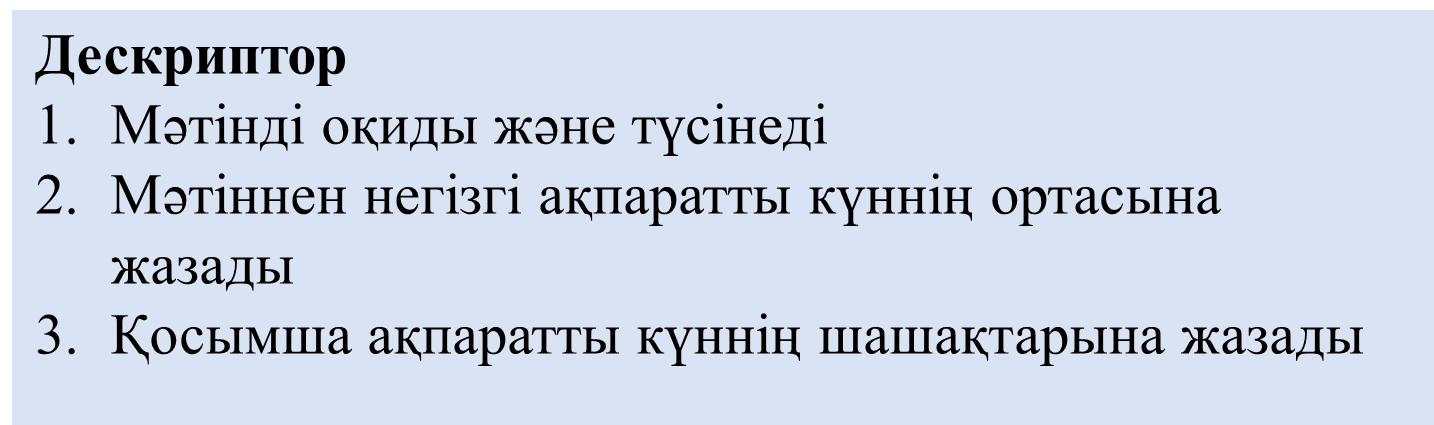 Дескриптор
1. Мәтінді оқиды және түсінеді
2. Мәтіннен негізгі ақпаратты күннің ортасына
жазады
3. Қосымша ақпаратты күннің шашақтарына жазады